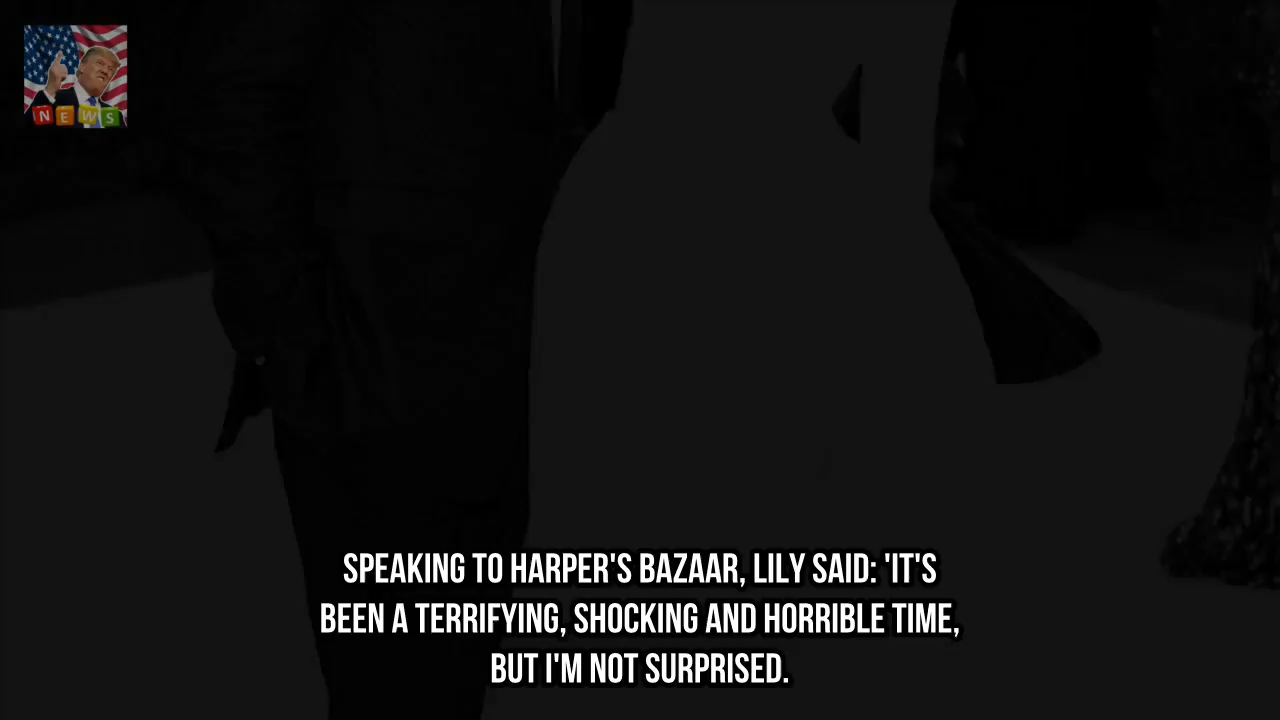 NEWS
SPEAKING TO HARPER'S BAZAAR, LILY SAID: 'IT'S
BEEN A TERRIFYING, SHOCKING AND HORRIBLE TIME,
BUT I'M NOT SURPRISED.